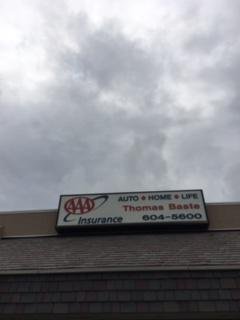 AAA
Insurance
AUTO ♦ HOME ♦ LIFE
Thomas Baste
604-5600